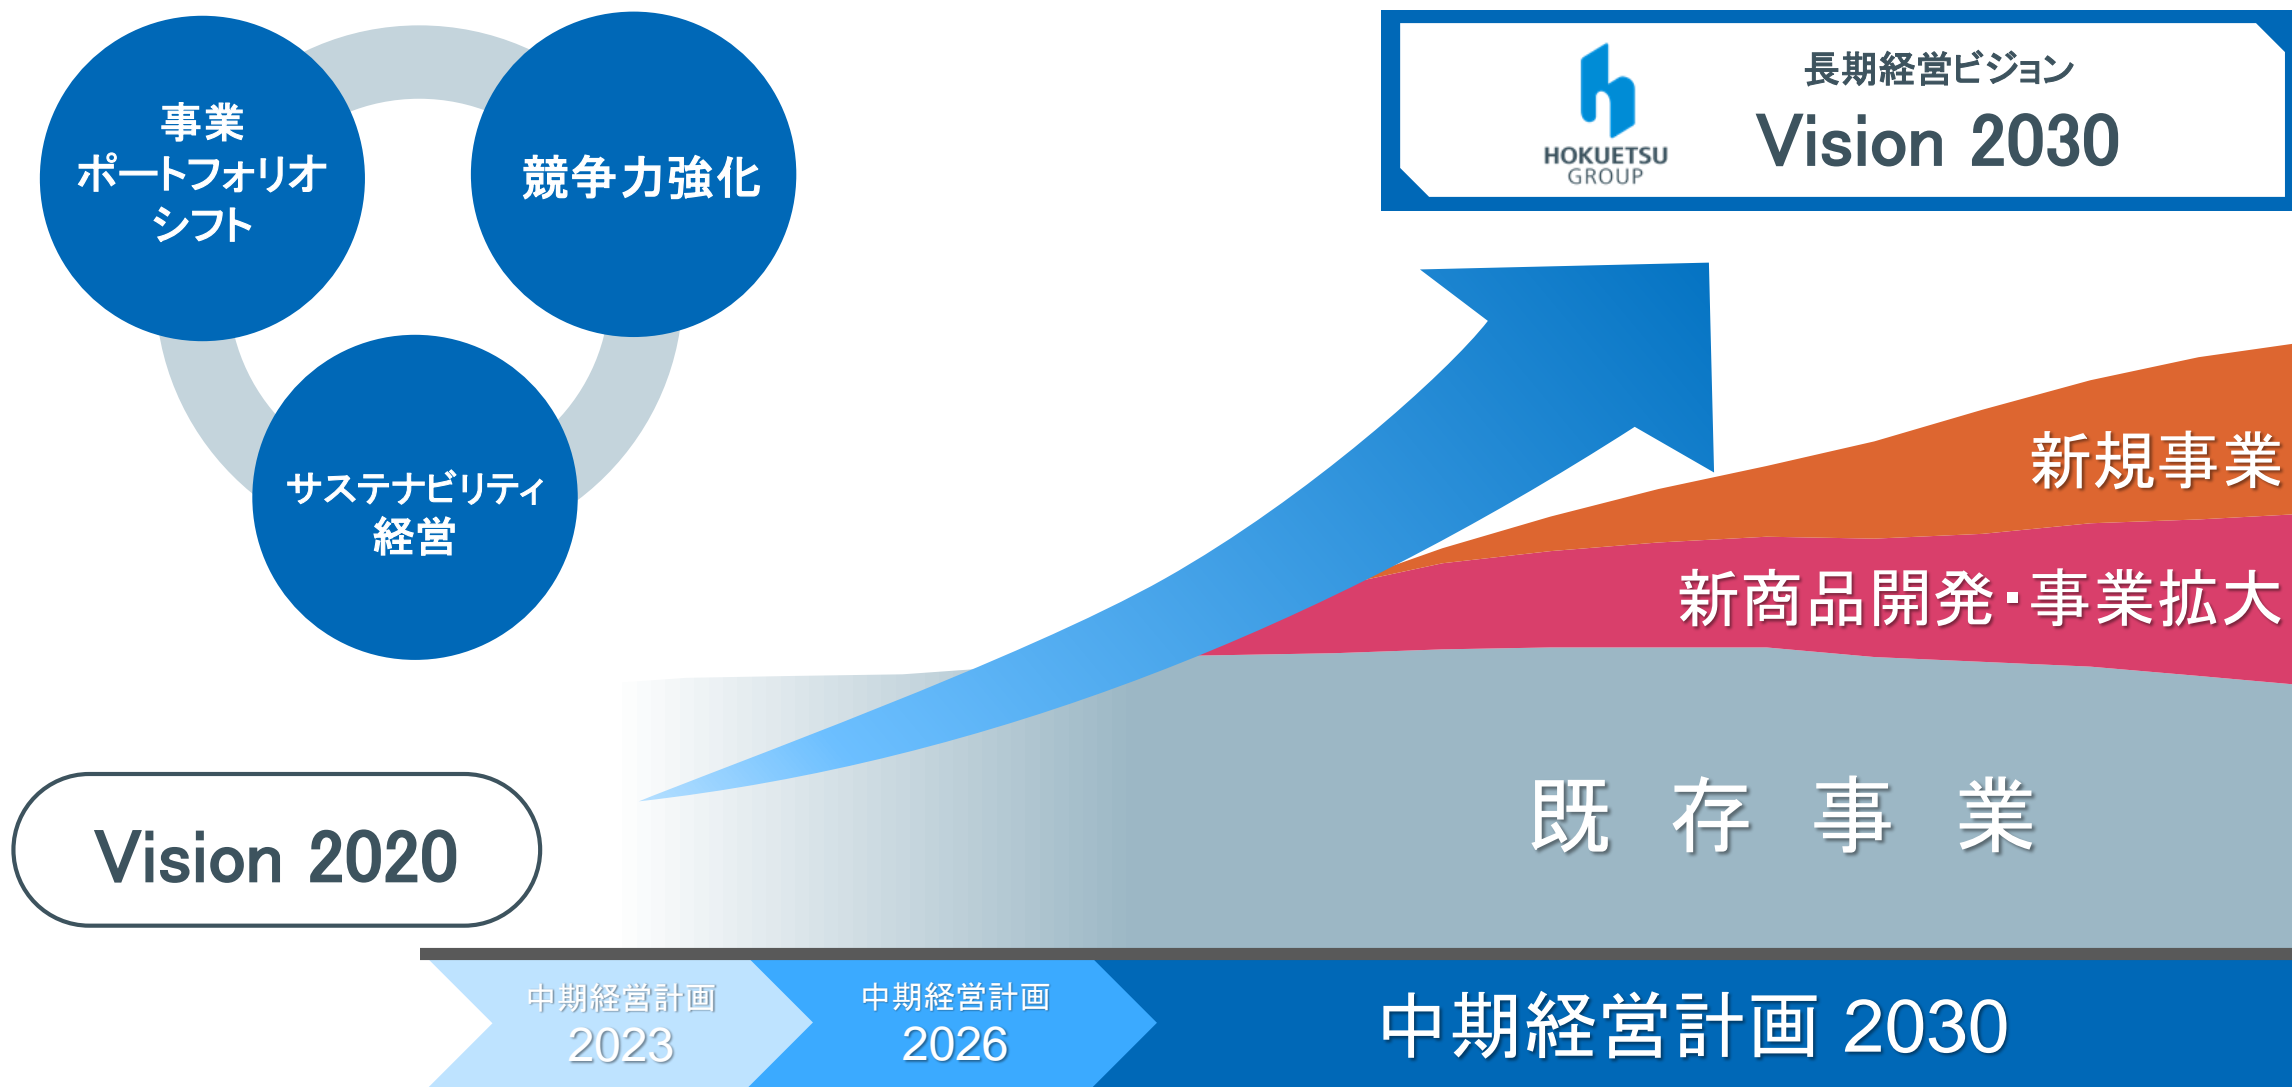 事業
ポートフォリオ
シフト
競争力強化
サステナビリティ
経営
HOKUETSU
GROUP
長期経営ビジョン
Vision 2030
新規事業
新商品開発・事業拡大
既存事業
Vision 2020
中期経営計画
2023
中期経営計画
2026
中期経営計画 2030